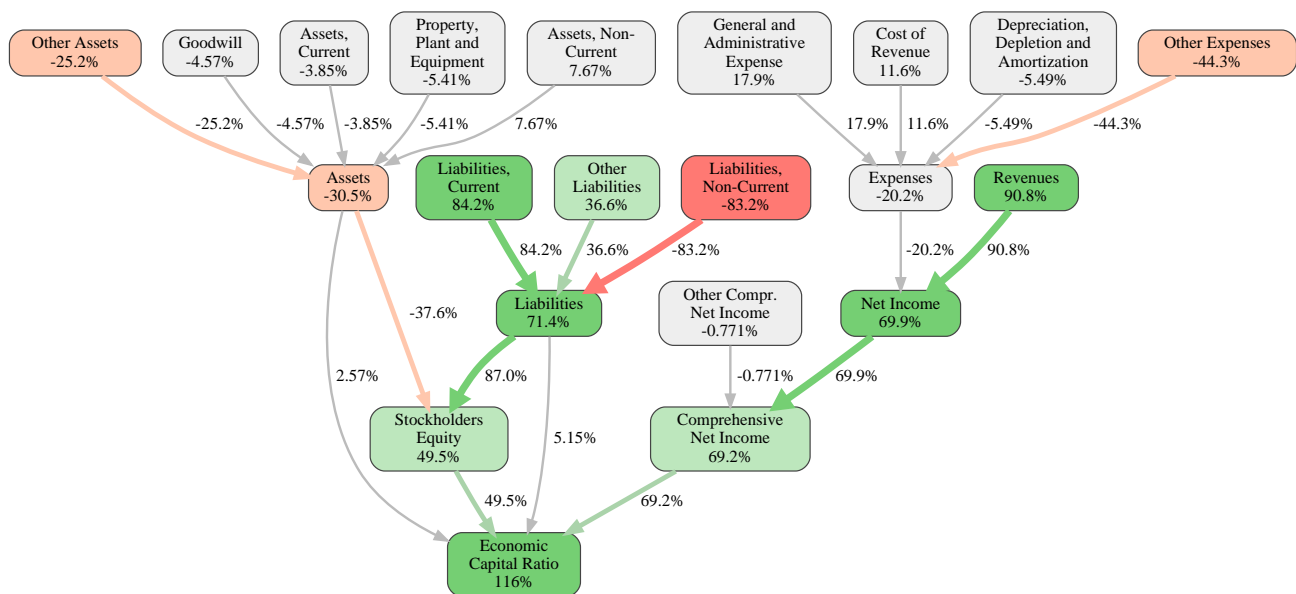 Other Assets
-25.2%
Goodwill
-4.57%
Assets,
Current
-3.85%
Property,
Plant and
Equipment
-5.41%
Assets, Non-
Current
7.67%
General and
Administrative
Expense
17.9%
Cost of
Revenue
11.6%
Depreciation,
Depletion and
Amortization
-5.49%
Other Expenses
-44.3%
-25.2%
-4.57%
-3.85%
-5.41%
7.67%
17.9%
11.6%
-5.49%
-44.3%
Assets
-30.5%
Liabilities,
Current
84.2%
Other
Liabilities
36.6%
Liabilities,
Non-Current
-83.2%
Expenses
-20.2%
Revenues
90.8%
84.2%
36.6%
-83.2%
-20.2%
90.8%
-37.6%
Liabilities
71.4%
Other Compr.
Net Income
-0.771%
Net Income
69.9%
2.57%
87.0%
-0.771%
69.9%
Stockholders
Equity
49.5%
5.15%
Comprehensive
Net Income
69.2%
49.5%
69.2%
Economic
Capital Ratio
116%